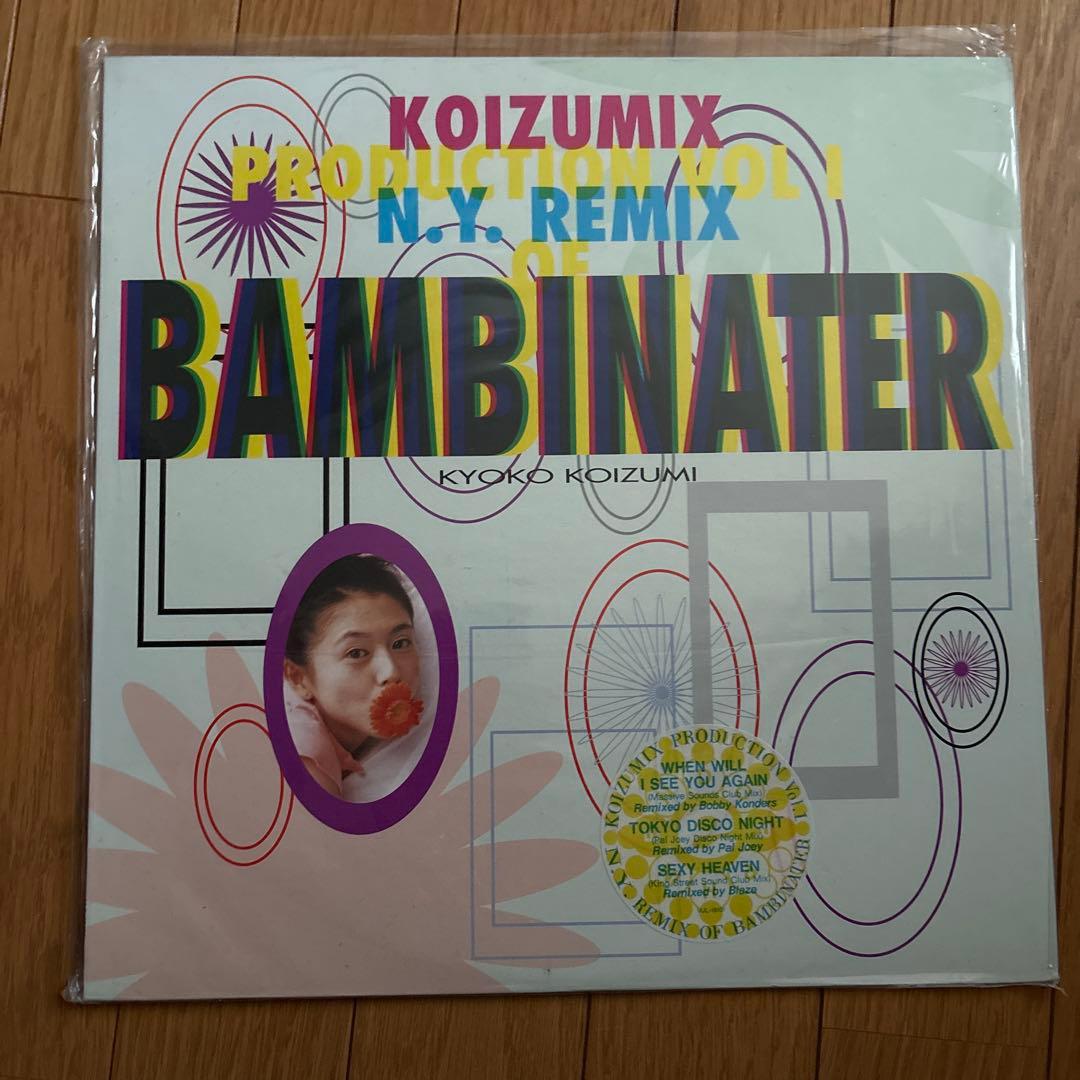 KOIZUMIX
PRODUCTION VOL I
N.Y. REMIX
OF
BAMBINATER
KYOKO KOIZUMI
KOIZUMIX PRODUCTION Vol.1
WHEN WILL
I SEE YOU AGAIN
(Massive Sounds Club Mix)
Remixed by Bobby Konders
TOKYO DISCO NIGHT
(Pal Joey Disco Night Mix)
Remixed by Pal Joey
SEXY HEAVEN
(King Street Sound Club Mix)
Remixed by Blaze
N.Y. REMIX OF BAMBINATER